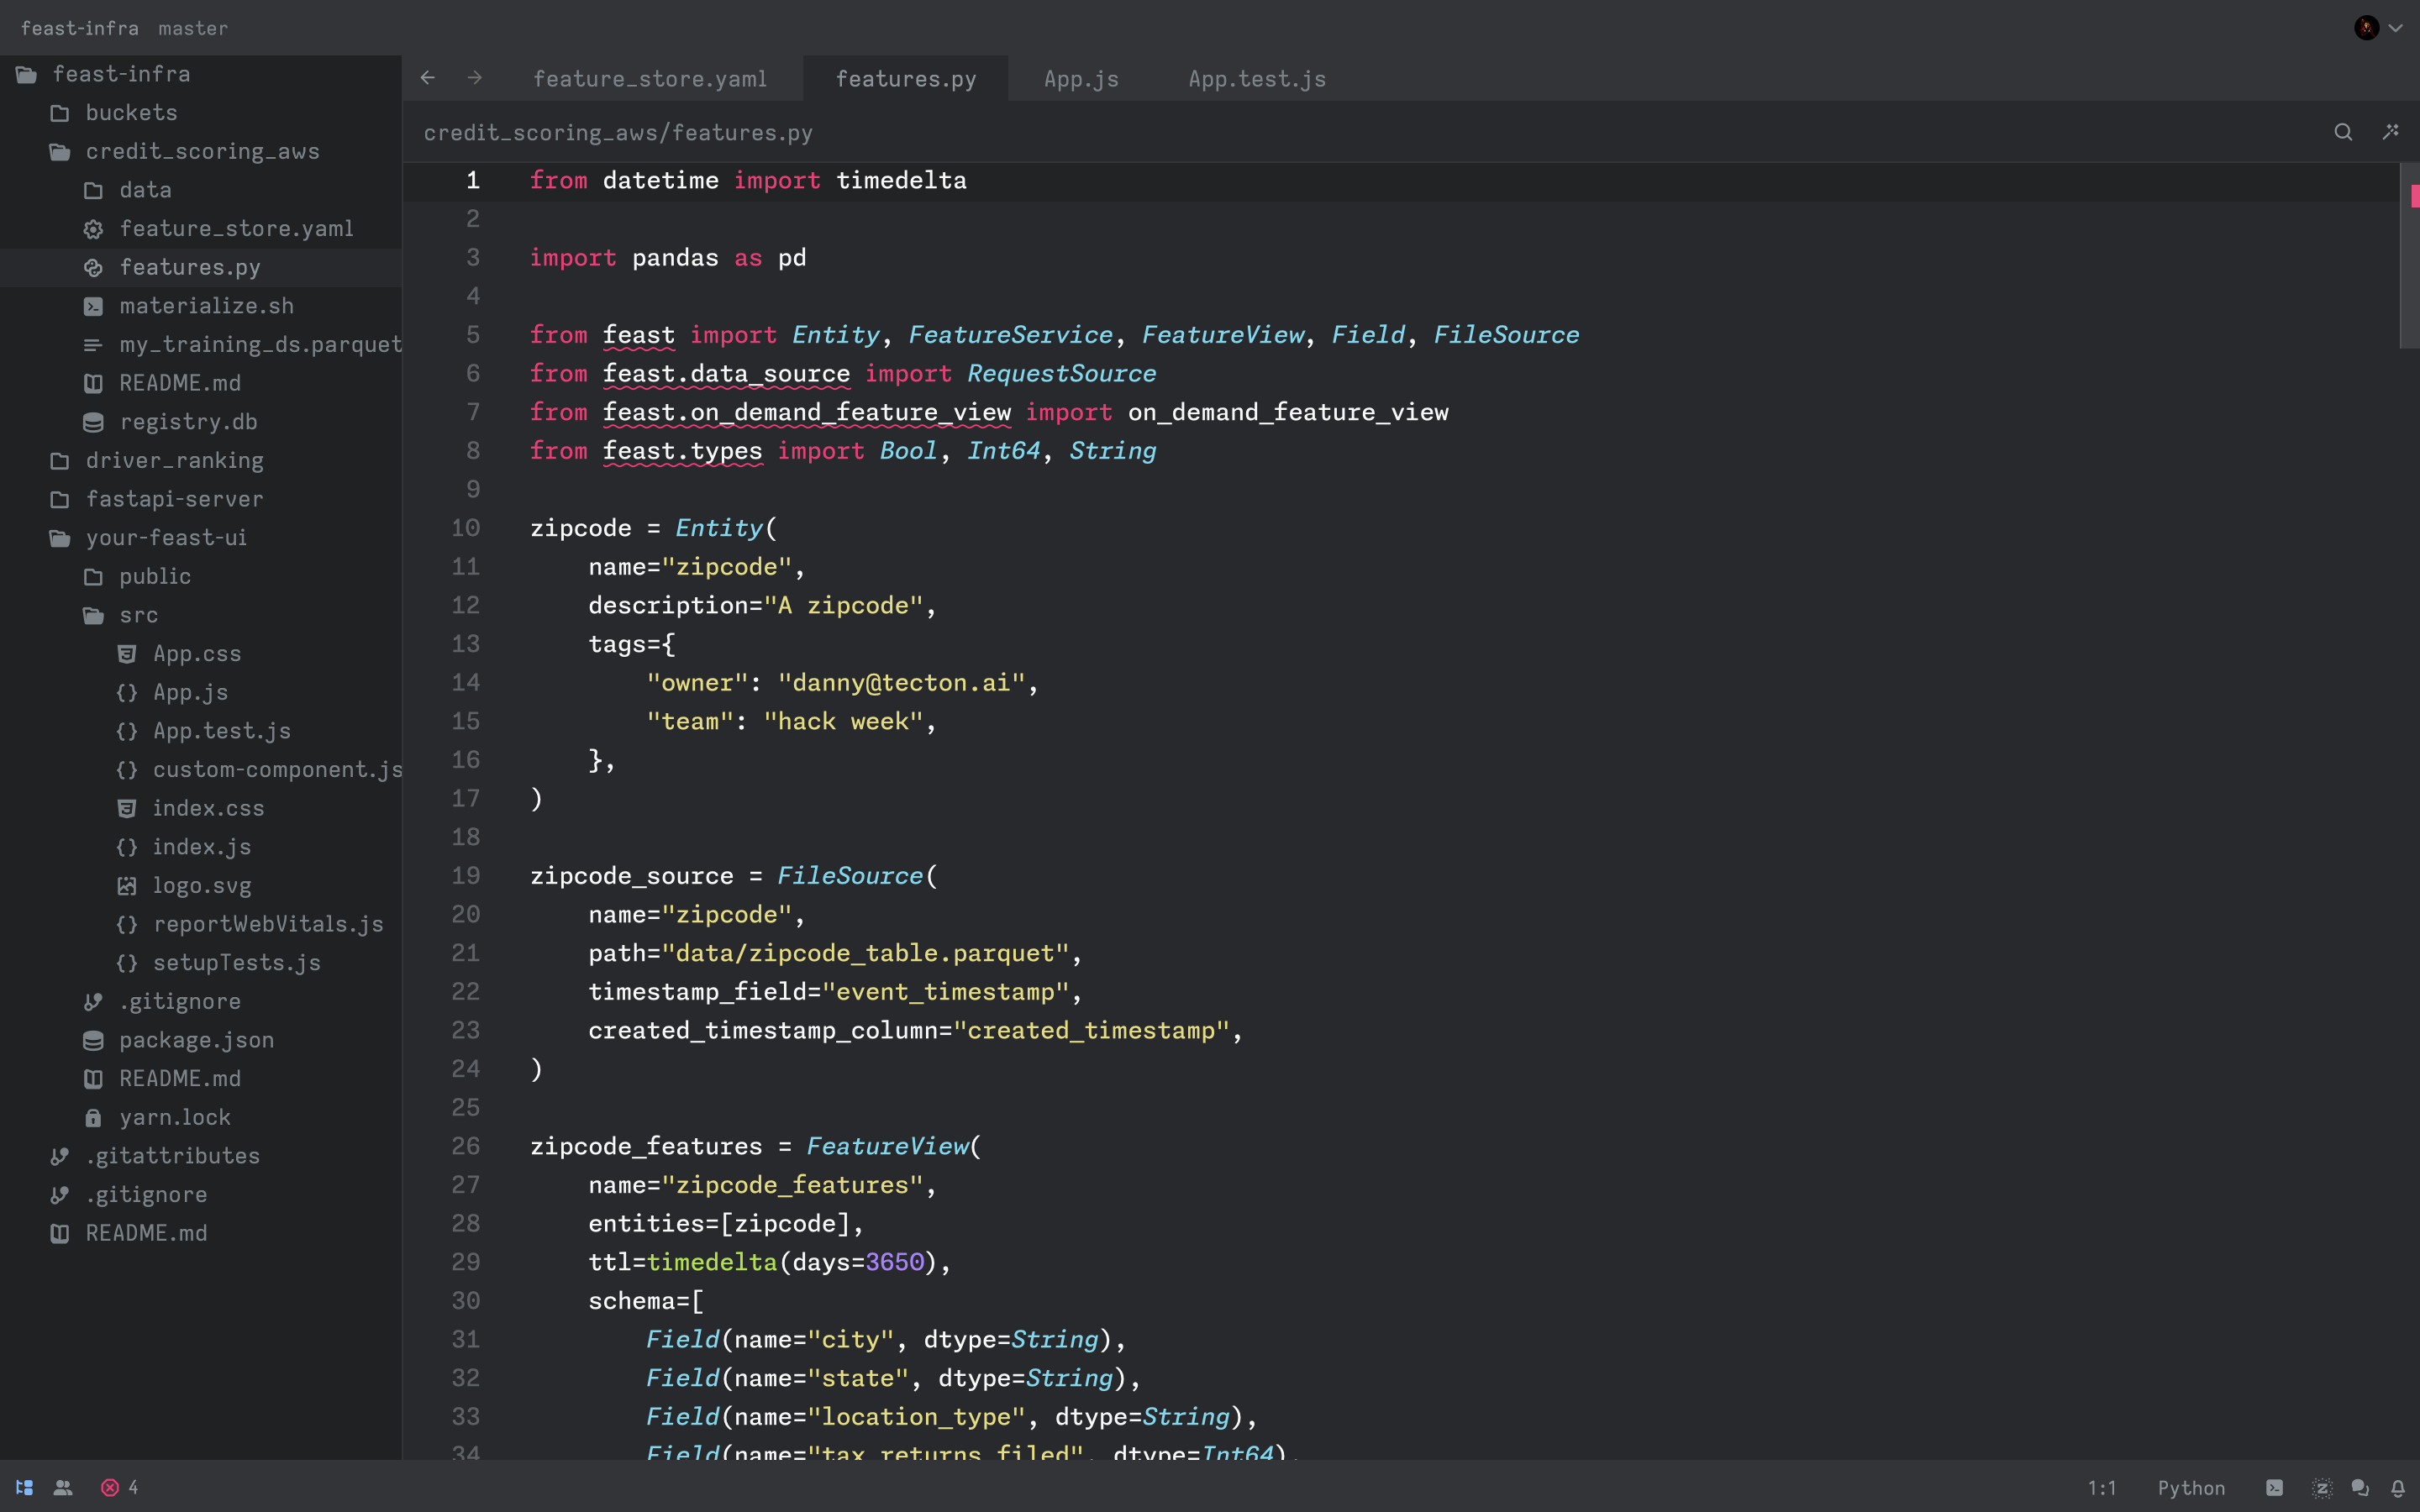 feast-infra master
feast-infra
buckets
credit_scoring_aws
data
feature_store.yaml
features.py
materialize.sh
my_training_ds.parquet
README.md
registry.db
driver_ranking
fastapi-server
your-feast-ui
public
src
App.css
App.js
App.test.js
custom-component.js
index.css
index.js
logo.svg
reportWebVitals.js
setupTests.js
.gitignore
package.json
README.md
yarn.lock
.gitattributes
.gitignore
README.md
feature_store.yaml features.py App.js App.test.js
credit_scoring_aws/features.py
1 from datetime import timedelta
2
3 import pandas as pd
4
5 from feast import Entity, FeatureService, FeatureView, Field, FileSource
6 from feast.data_source import RequestSource
7 from feast.on_demand_feature_view import on_demand_feature_view
8 from feast.types import Bool, Int64, String
9
10 zipcode = Entity(
11     name="zipcode",
12     description="A zipcode",
13     tags={
14         "owner": "danny@tecton.ai",
15         "team": "hack week",
16     },
17 )
18
19 zipcode_source = FileSource(
20     name="zipcode",
21     path="data/zipcode_table.parquet",
22     timestamp_field="event_timestamp",
23     created_timestamp_column="created_timestamp",
24 )
25
26 zipcode_features = FeatureView(
27     name="zipcode_features",
28     entities=[zipcode],
29     ttl=timedelta(days=3650),
30     schema=[
31         Field(name="city", dtype=String),
32         Field(name="state", dtype=String),
33         Field(name="location_type", dtype=String),
34         Field(name="tax_returns_filed", dtype=Int64),
4 1:1 Python